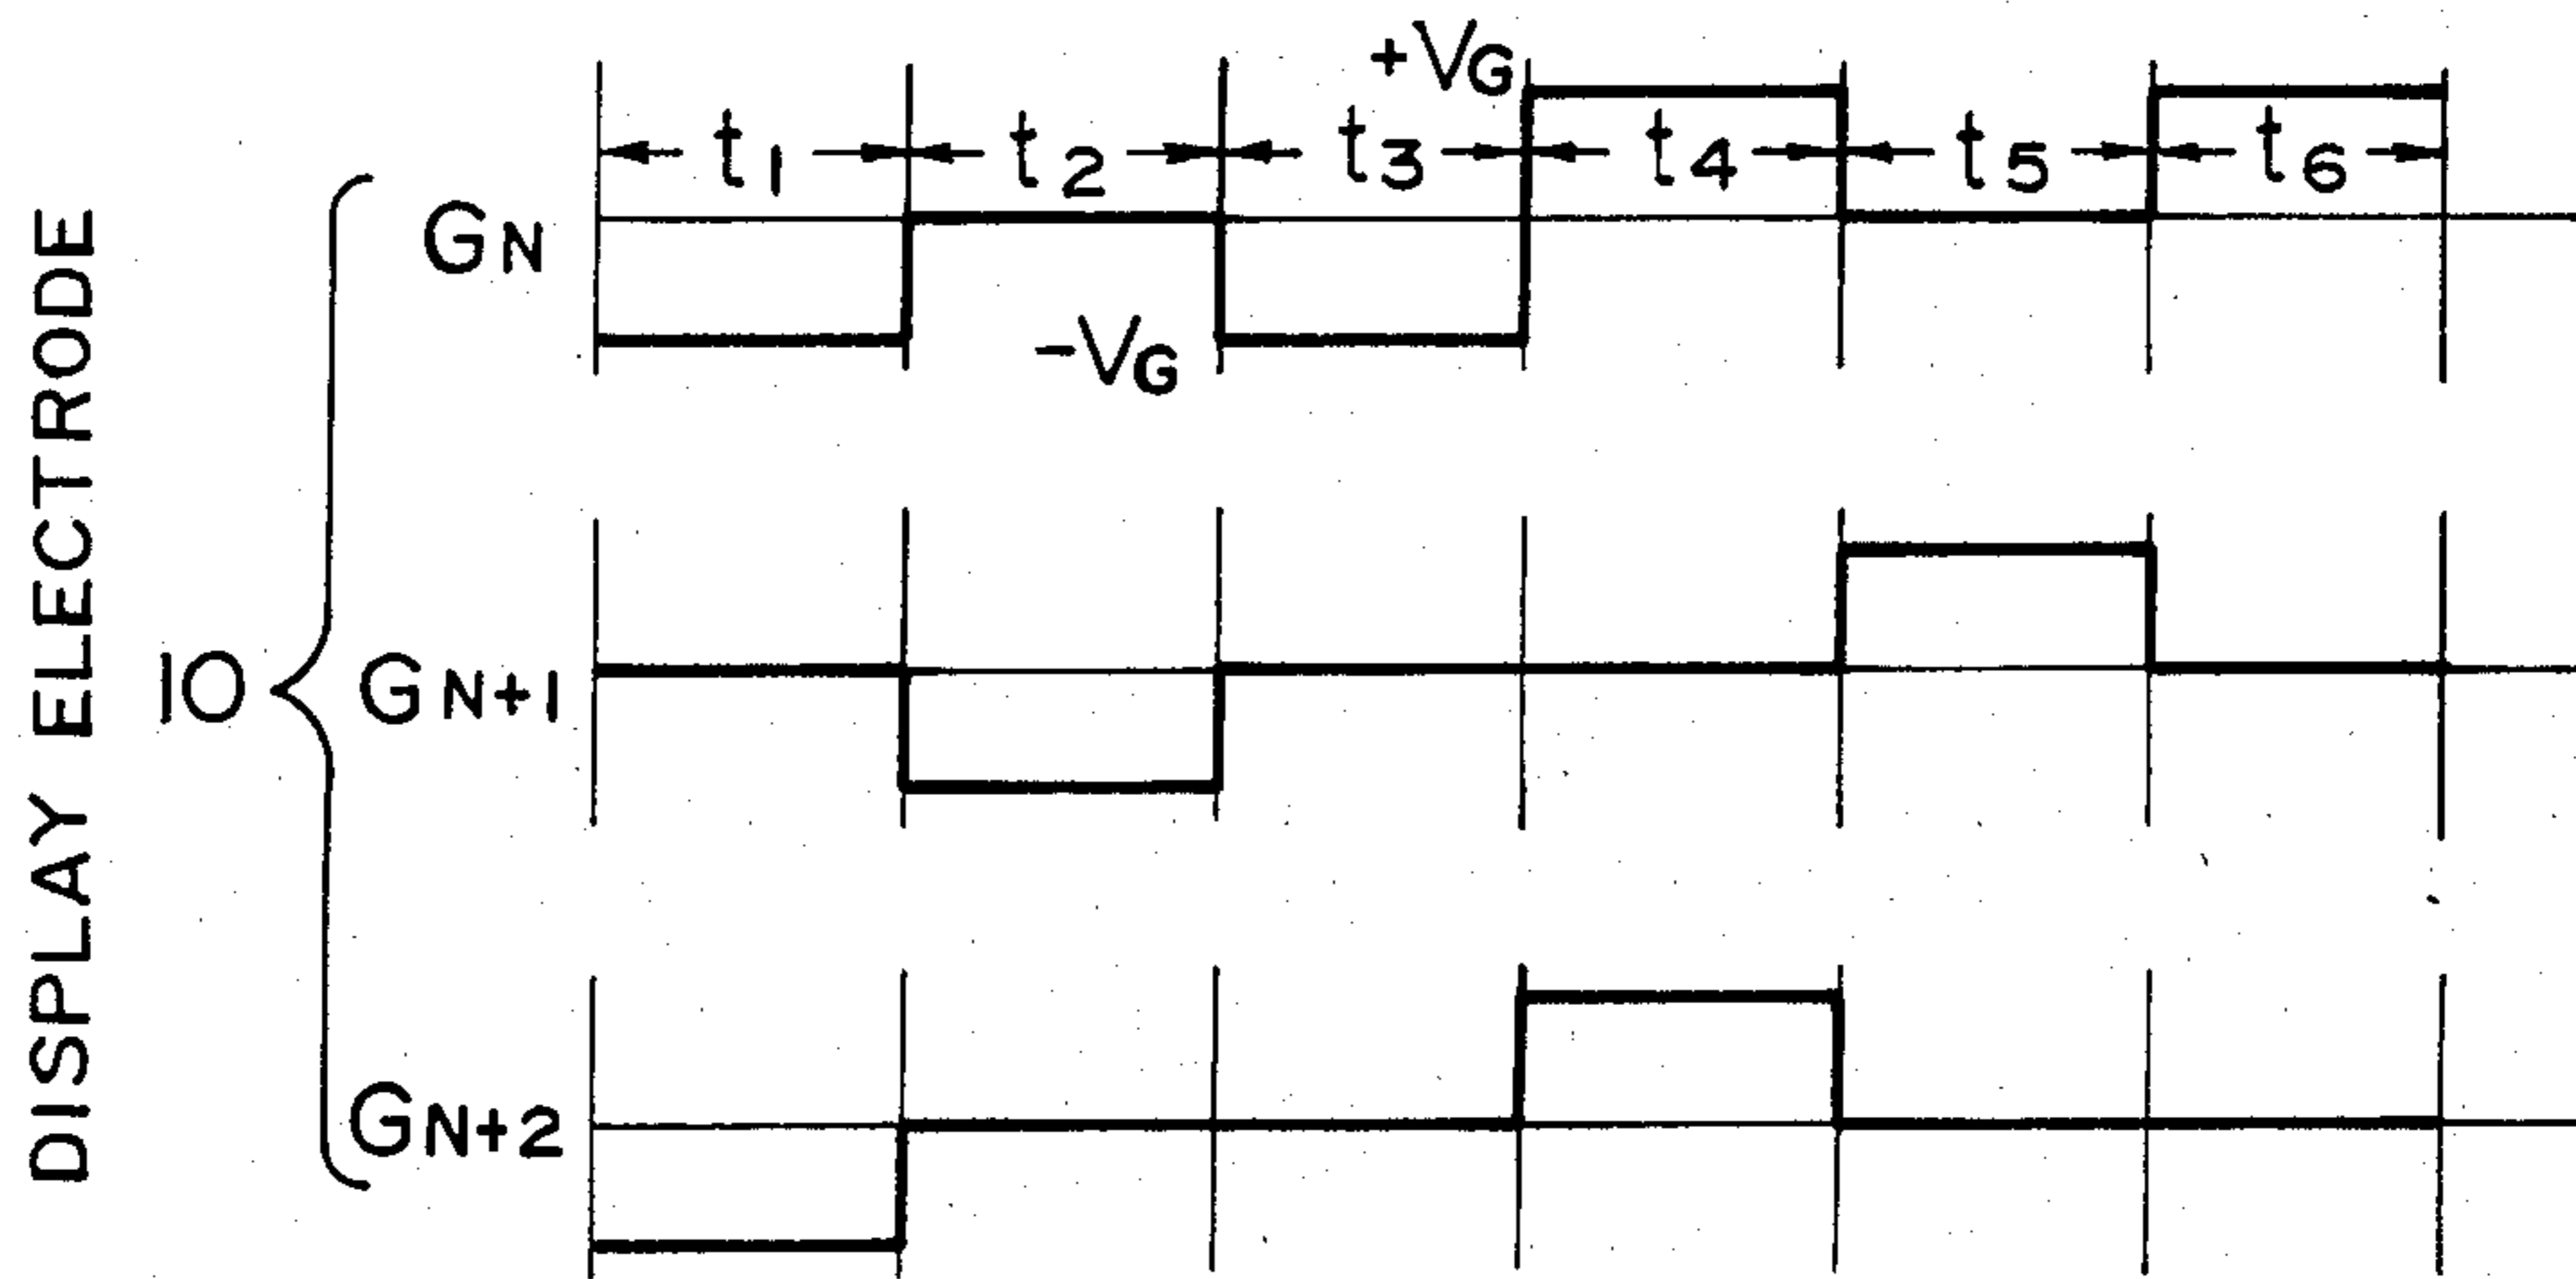 DISPLAY ELECTRODE
10
+VG
t1 t2 t3 t4 t5 t6
GN
-VG
GN+1
GN+2